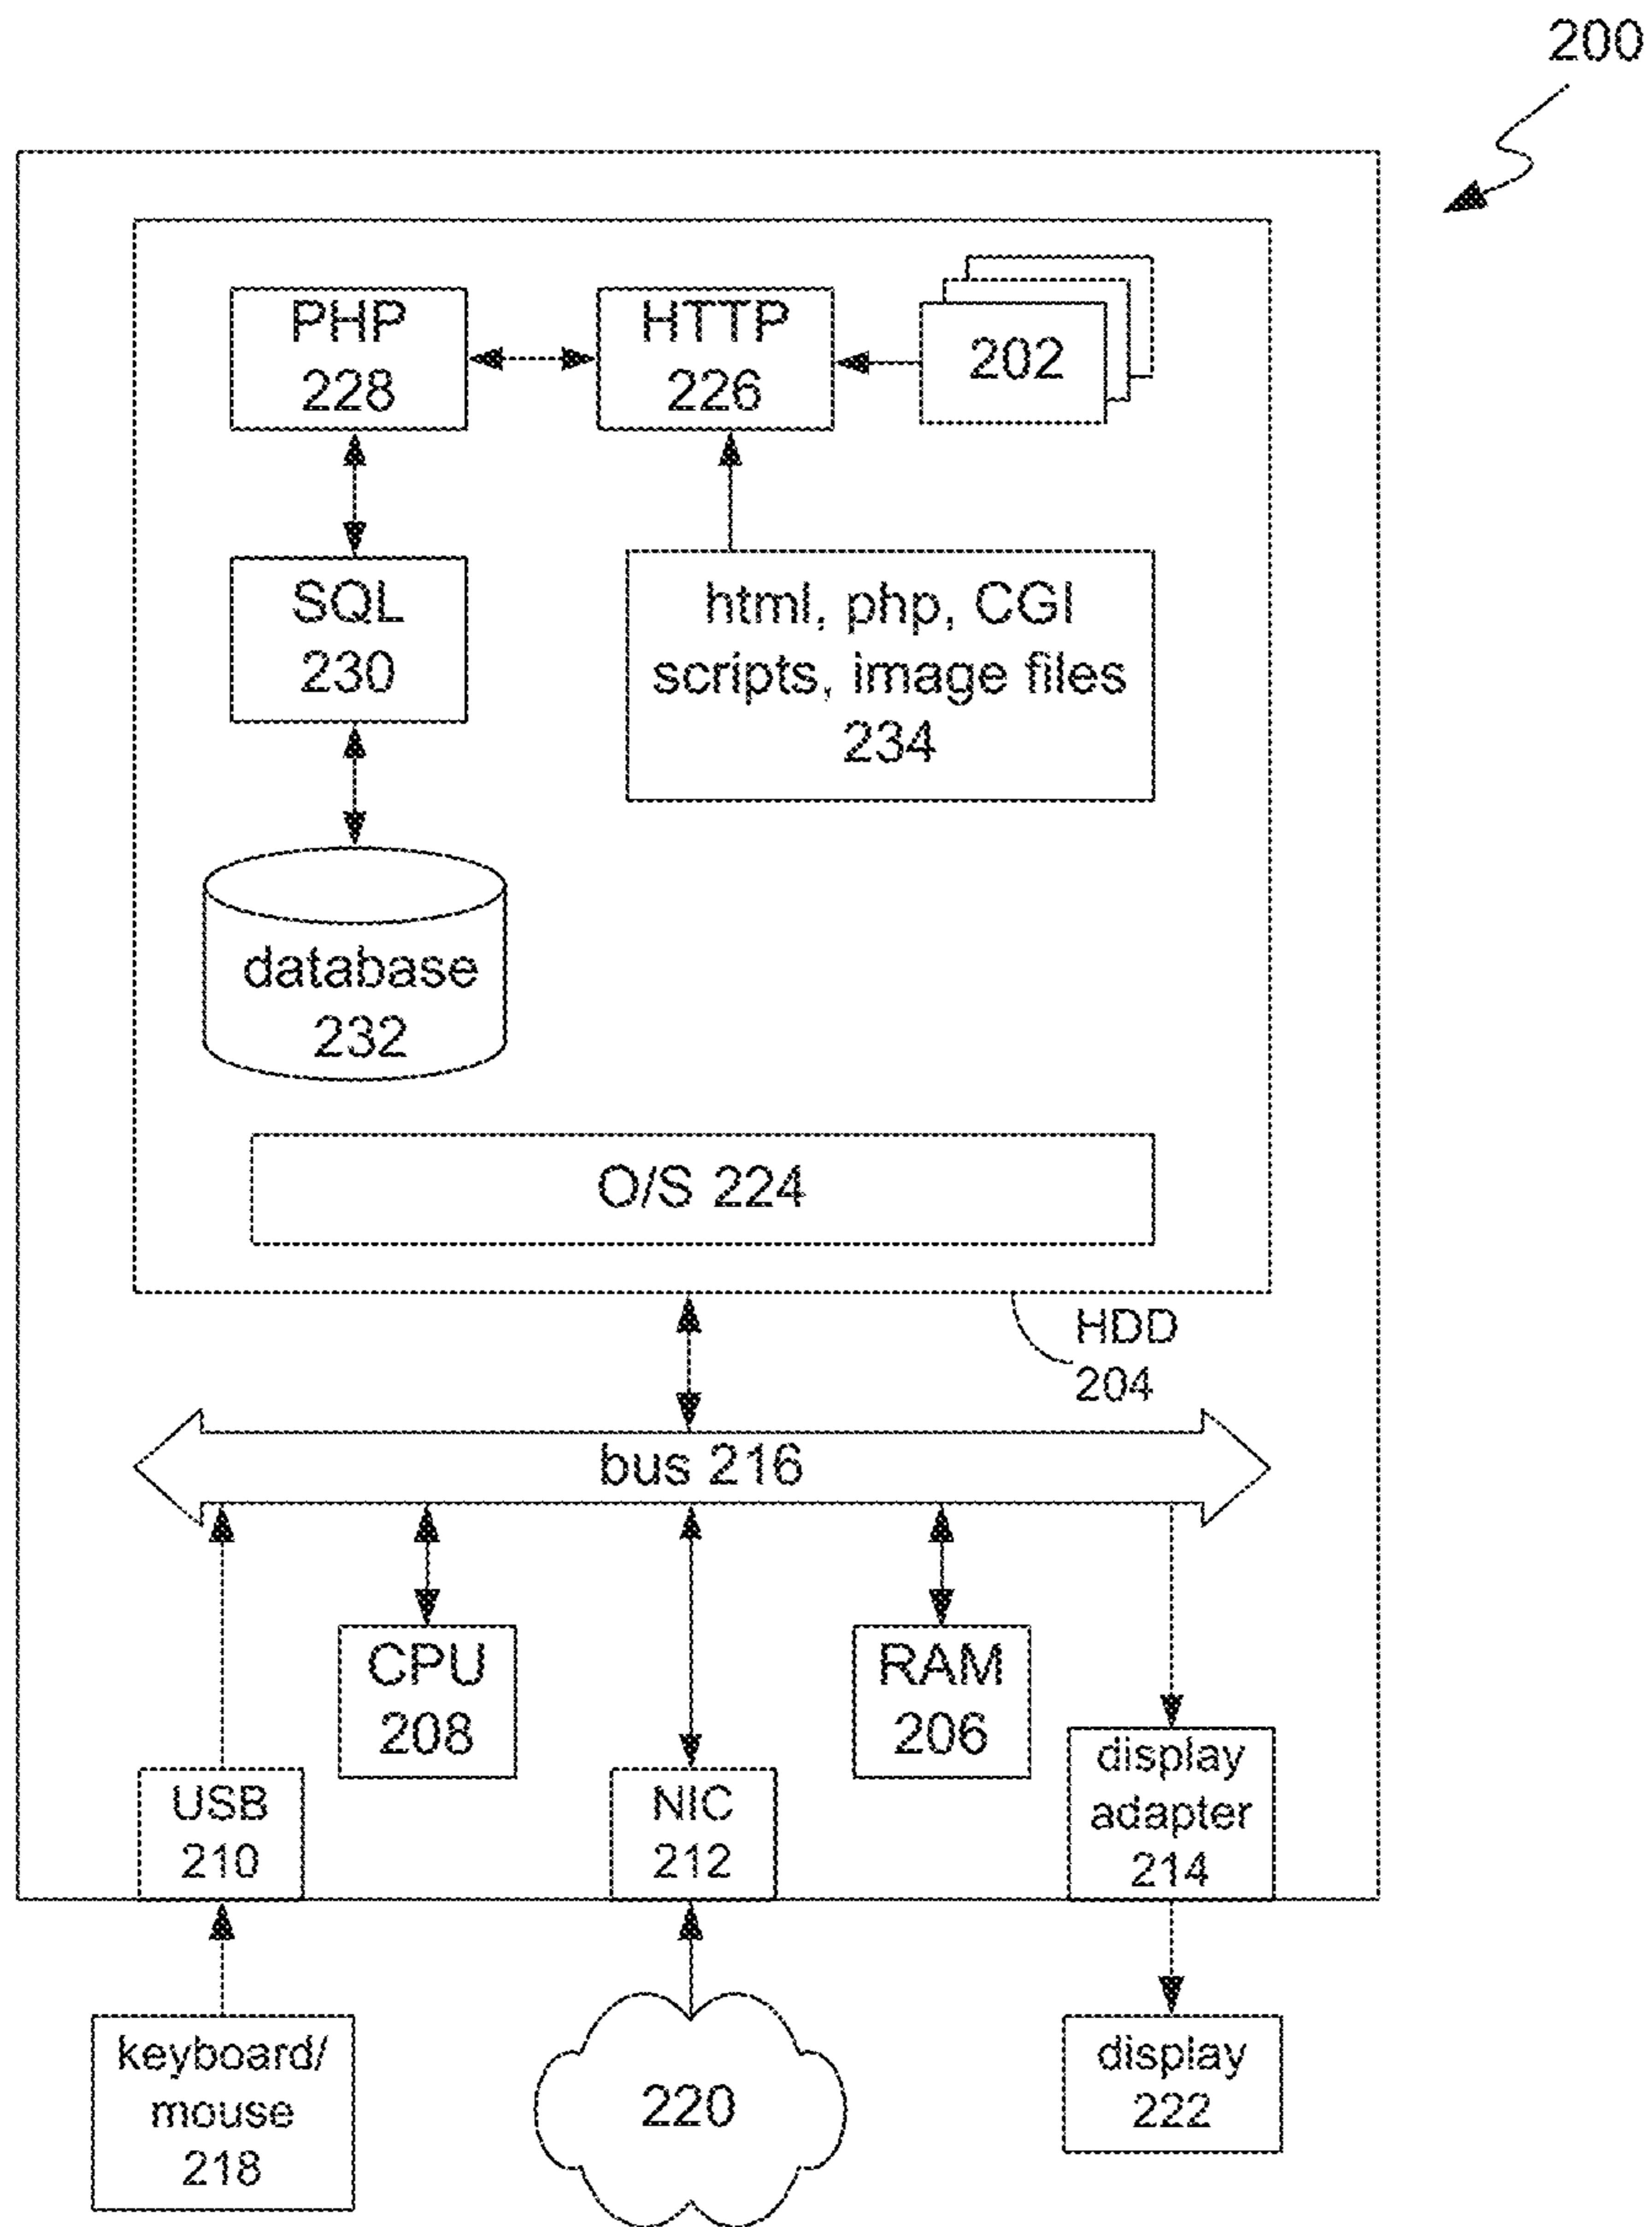 200
PHP
228
HTTP
226
202
SQL
230
html, php, CGI
scripts, image files
234
database
232
O/S 224
HDD
204
bus 216
CPU
208
RAM
206
USB
210
NIC
212
display
adapter
214
keyboard/
mouse
218
220
display
222